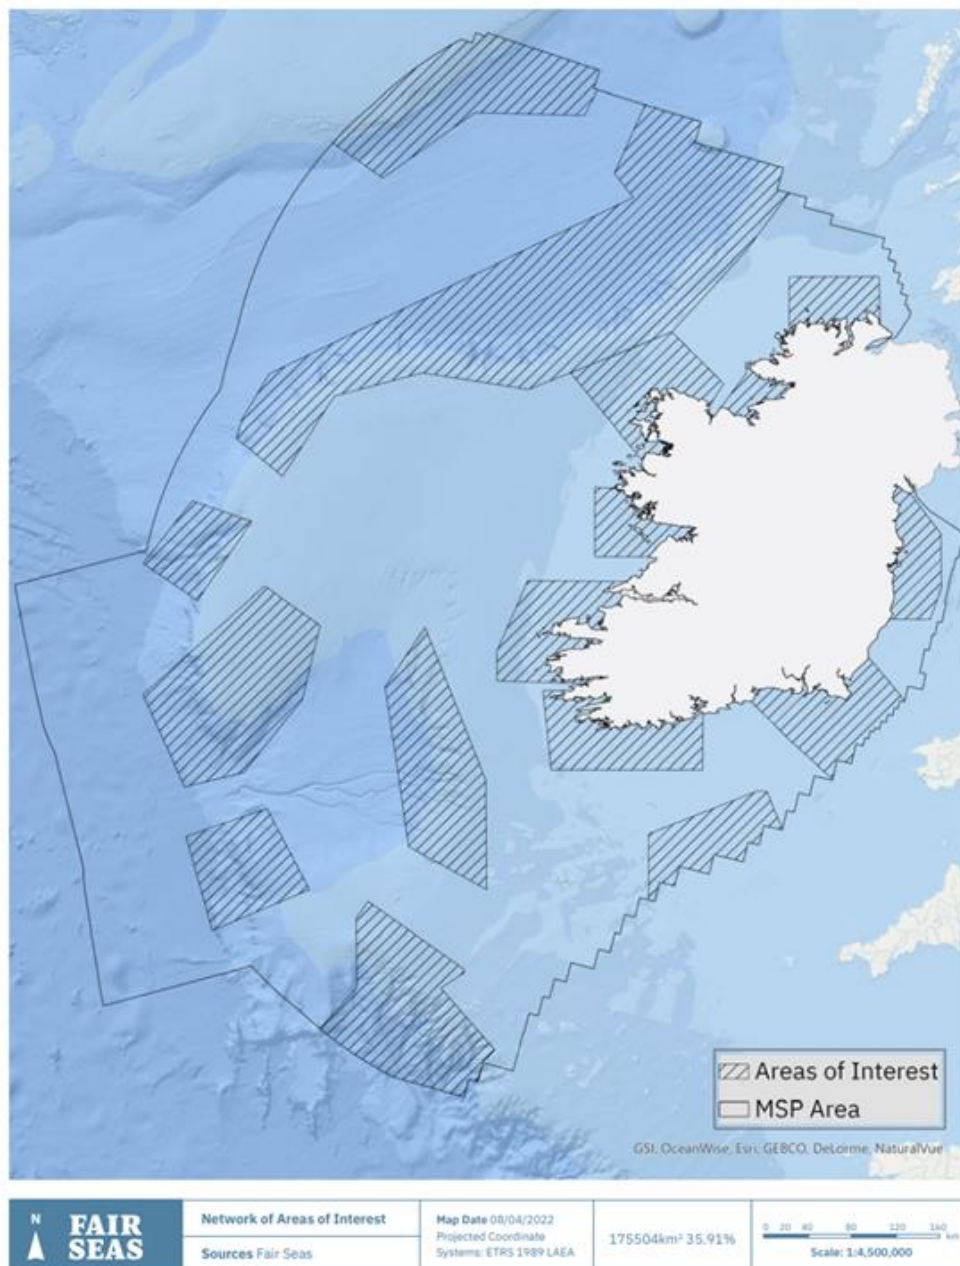 Areas of Interest
MSP Area
GSI, OceanWise, Esri, GEBCO, DeLorme, NaturalVue
N
FAIR
SEAS
Network of Areas of Interest
Sources Fair Seas
Map Date 08/04/2022
Projected Coordinate
Systems: ETRS 1989 LAEA
175504km² 35.91%
0 20 40 80 120 160
km
Scale: 1:4,500,000